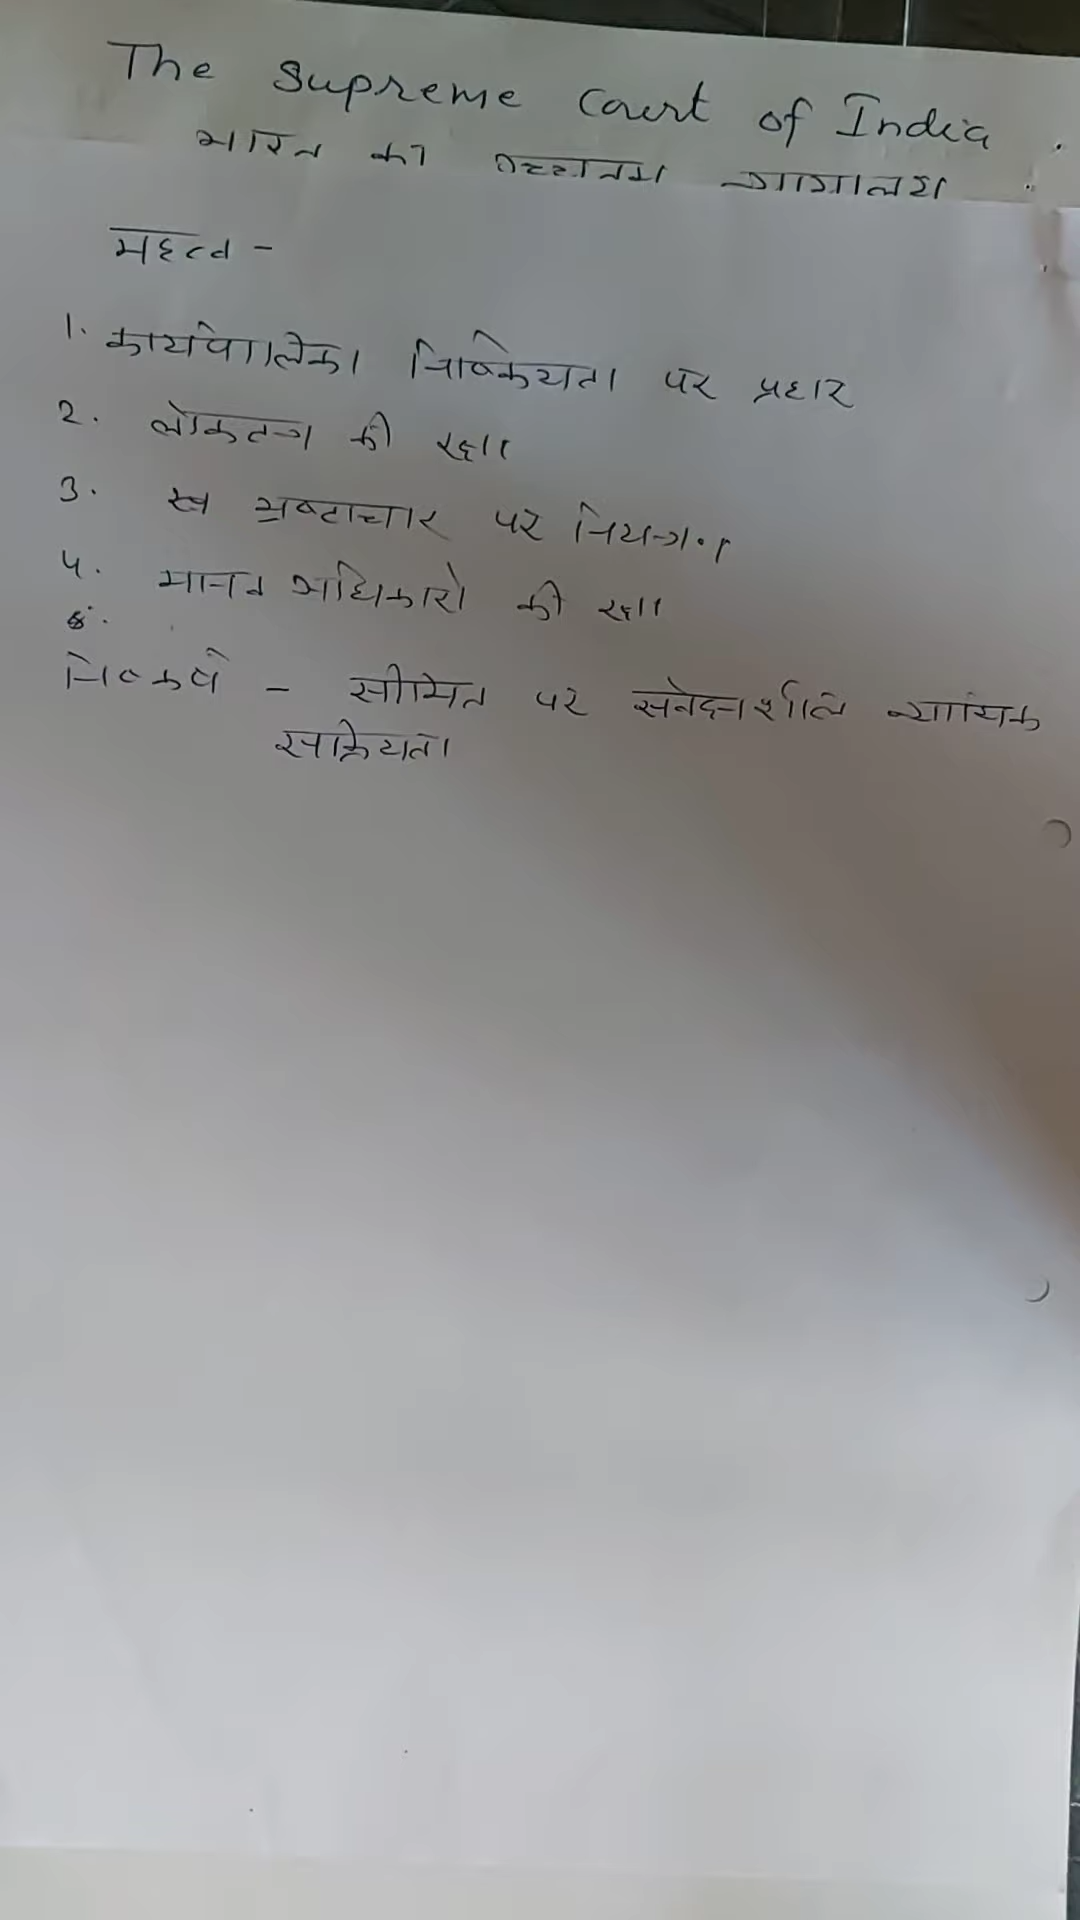 The Supreme Court of India
भारत का उच्चतम न्यायालय
महत्व -
1. कार्यपालिका निष्क्रियता पर प्रहार
2. लोकतन्त्र की रक्षा
3. भ्रष्टाचार पर नियन्त्रण
4. मानव अधिकारो की रक्षा
निष्कर्ष - सीमित पर न्यायिक
सक्रियता